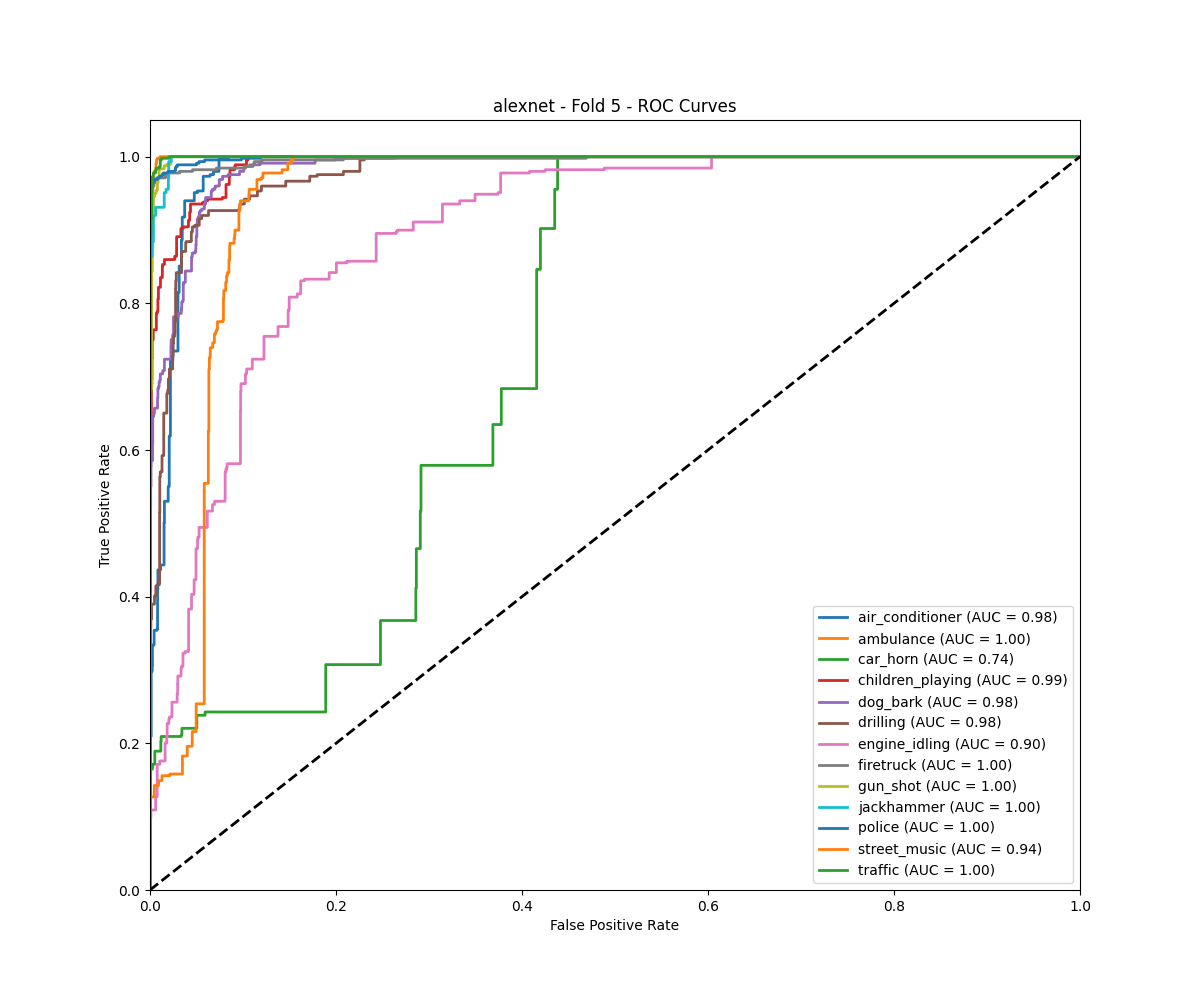 alexnet - Fold 5 - ROC Curves
1.0
0.8
0.6
0.4
0.2
0.0
True Positive Rate
air_conditioner (AUC = 0.98)
ambulance (AUC = 1.00)
car_horn (AUC = 0.74)
children_playing (AUC = 0.99)
dog_bark (AUC = 0.98)
drilling (AUC = 0.98)
engine_idling (AUC = 0.90)
firetruck (AUC = 1.00)
gun_shot (AUC = 1.00)
jackhammer (AUC = 1.00)
police (AUC = 1.00)
street_music (AUC = 0.94)
traffic (AUC = 1.00)
0.0 0.2 0.4 0.6 0.8 1.0
False Positive Rate